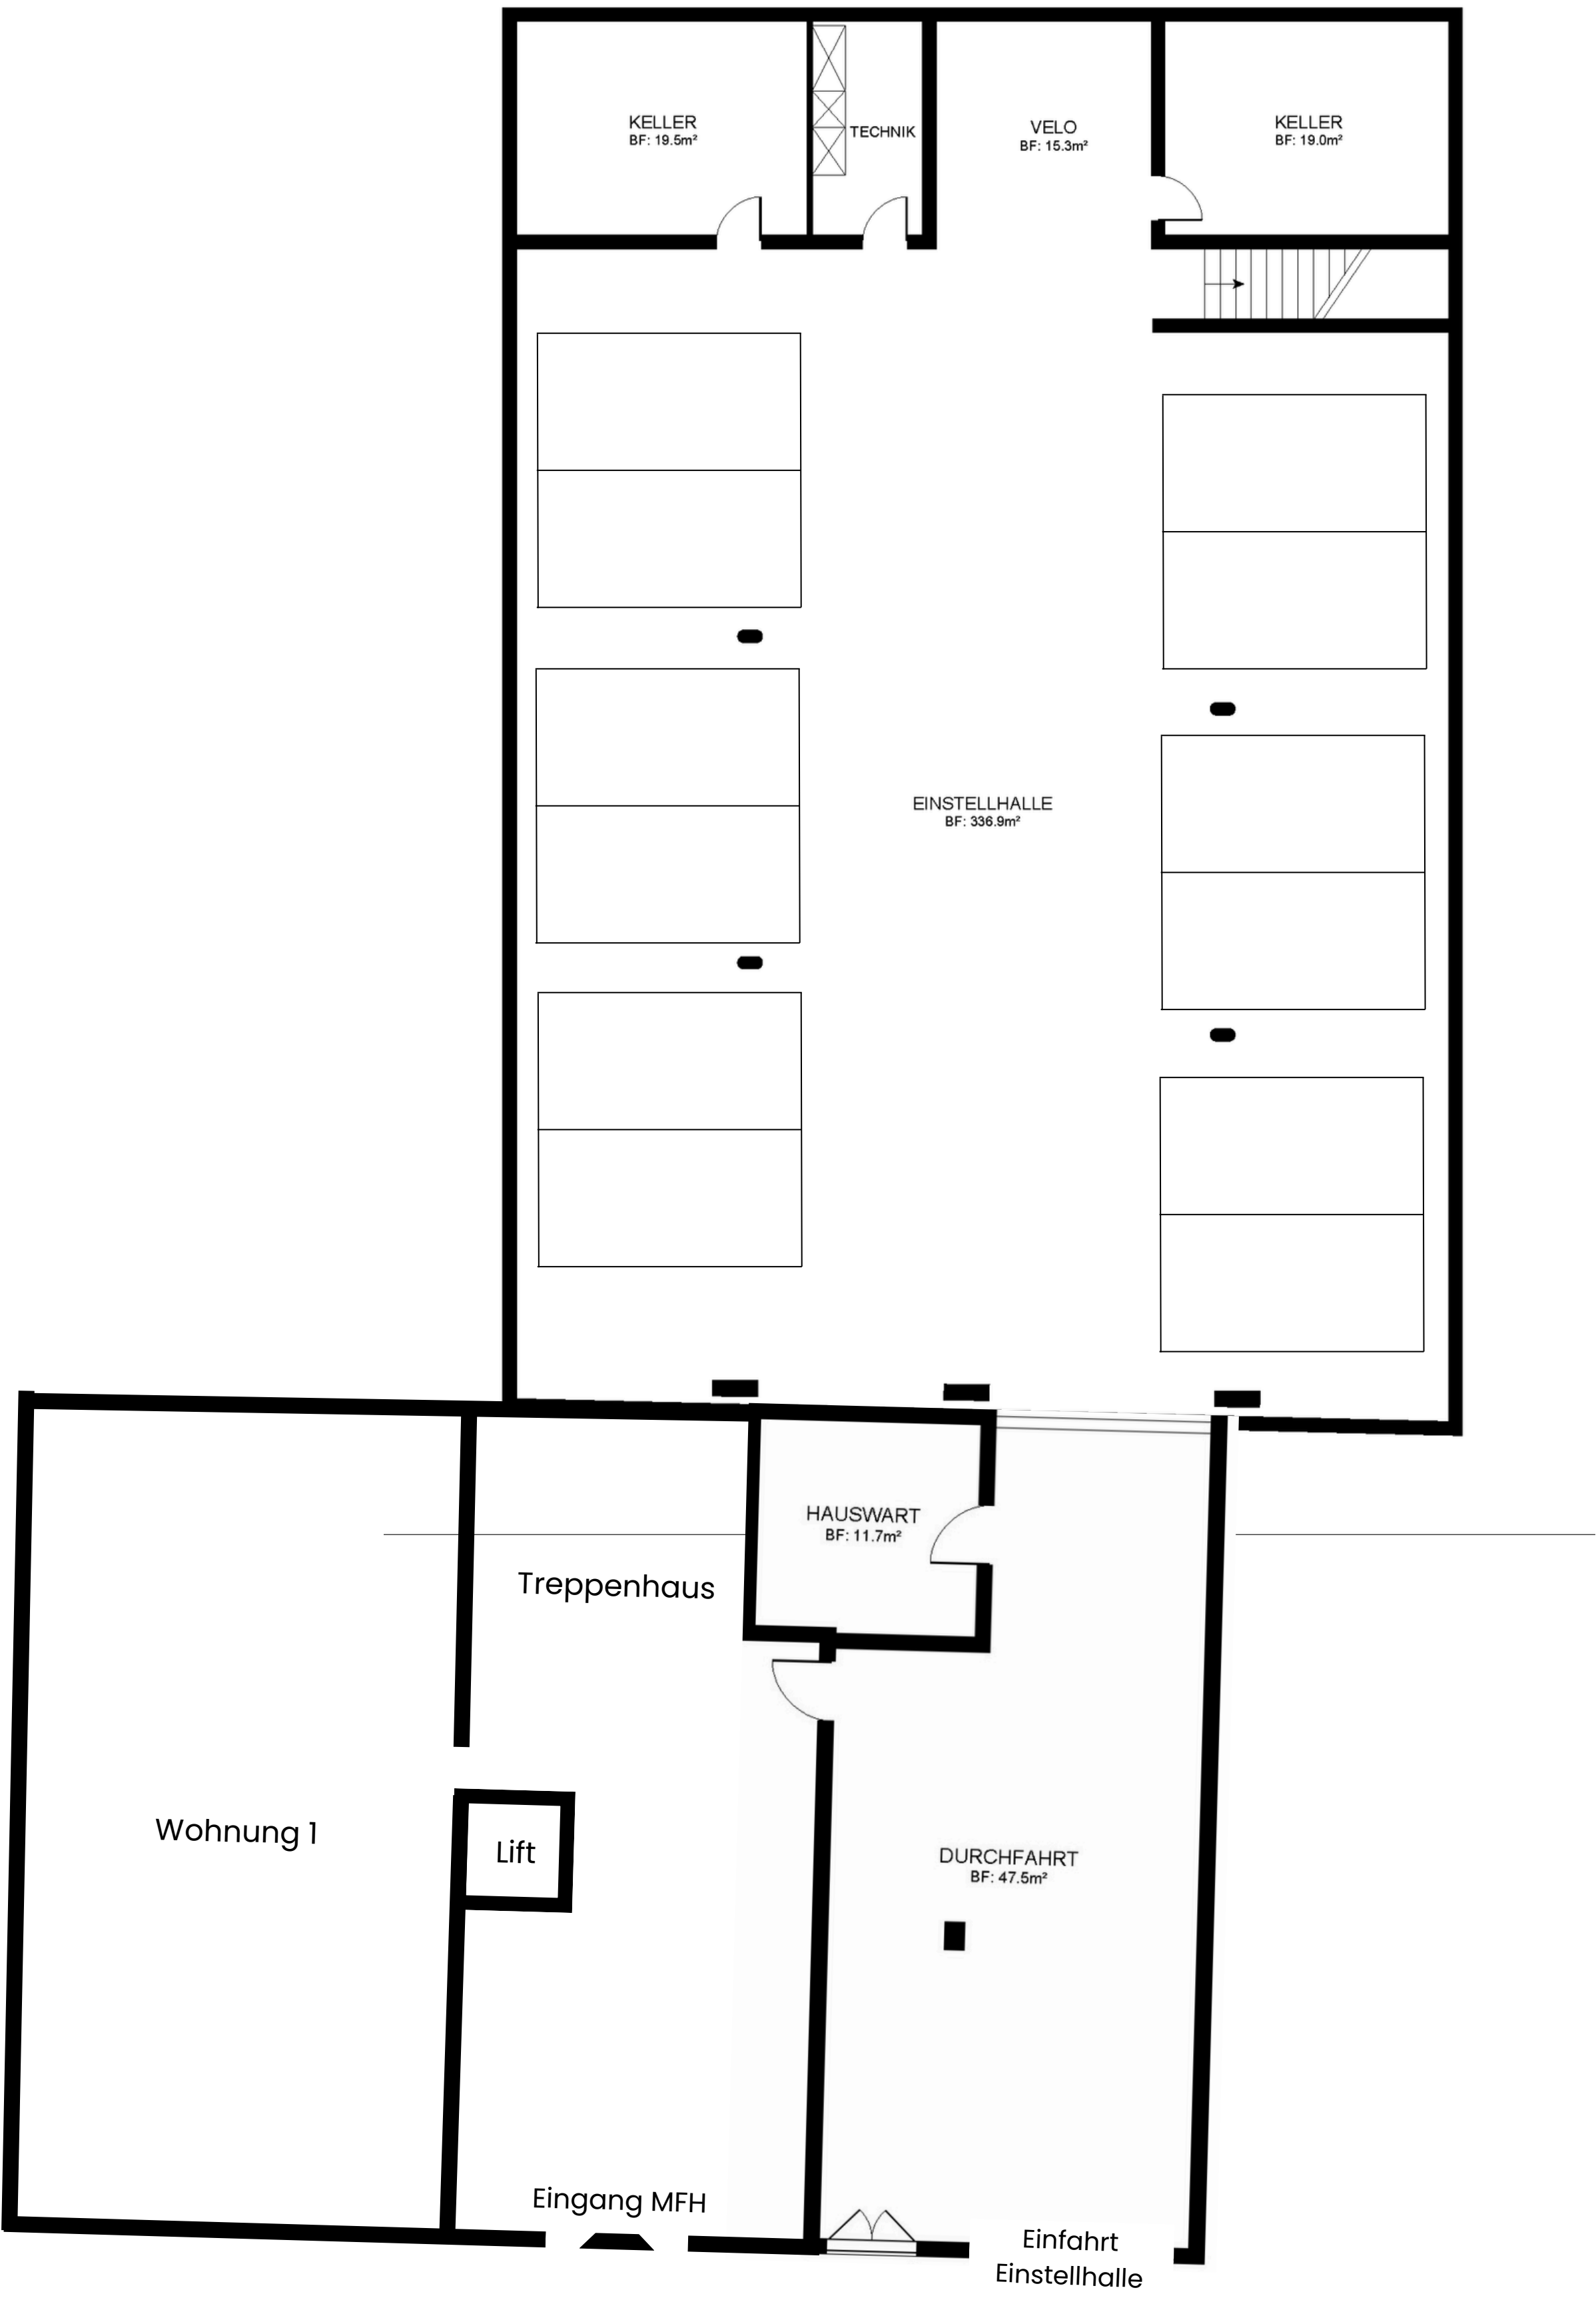 KELLER
BF: 19.5m²
TECHNIK
VELO
BF: 15.3m²
KELLER
BF: 19.0m²
EINSTELLHALLE
BF: 336.9m²
HAUSWART
BF: 11.7m²
Treppenhaus
Wohnung 1
Lift
DURCHFAHRT
BF: 47.5m²
Eingang MFH
Einfahrt
Einstellhalle